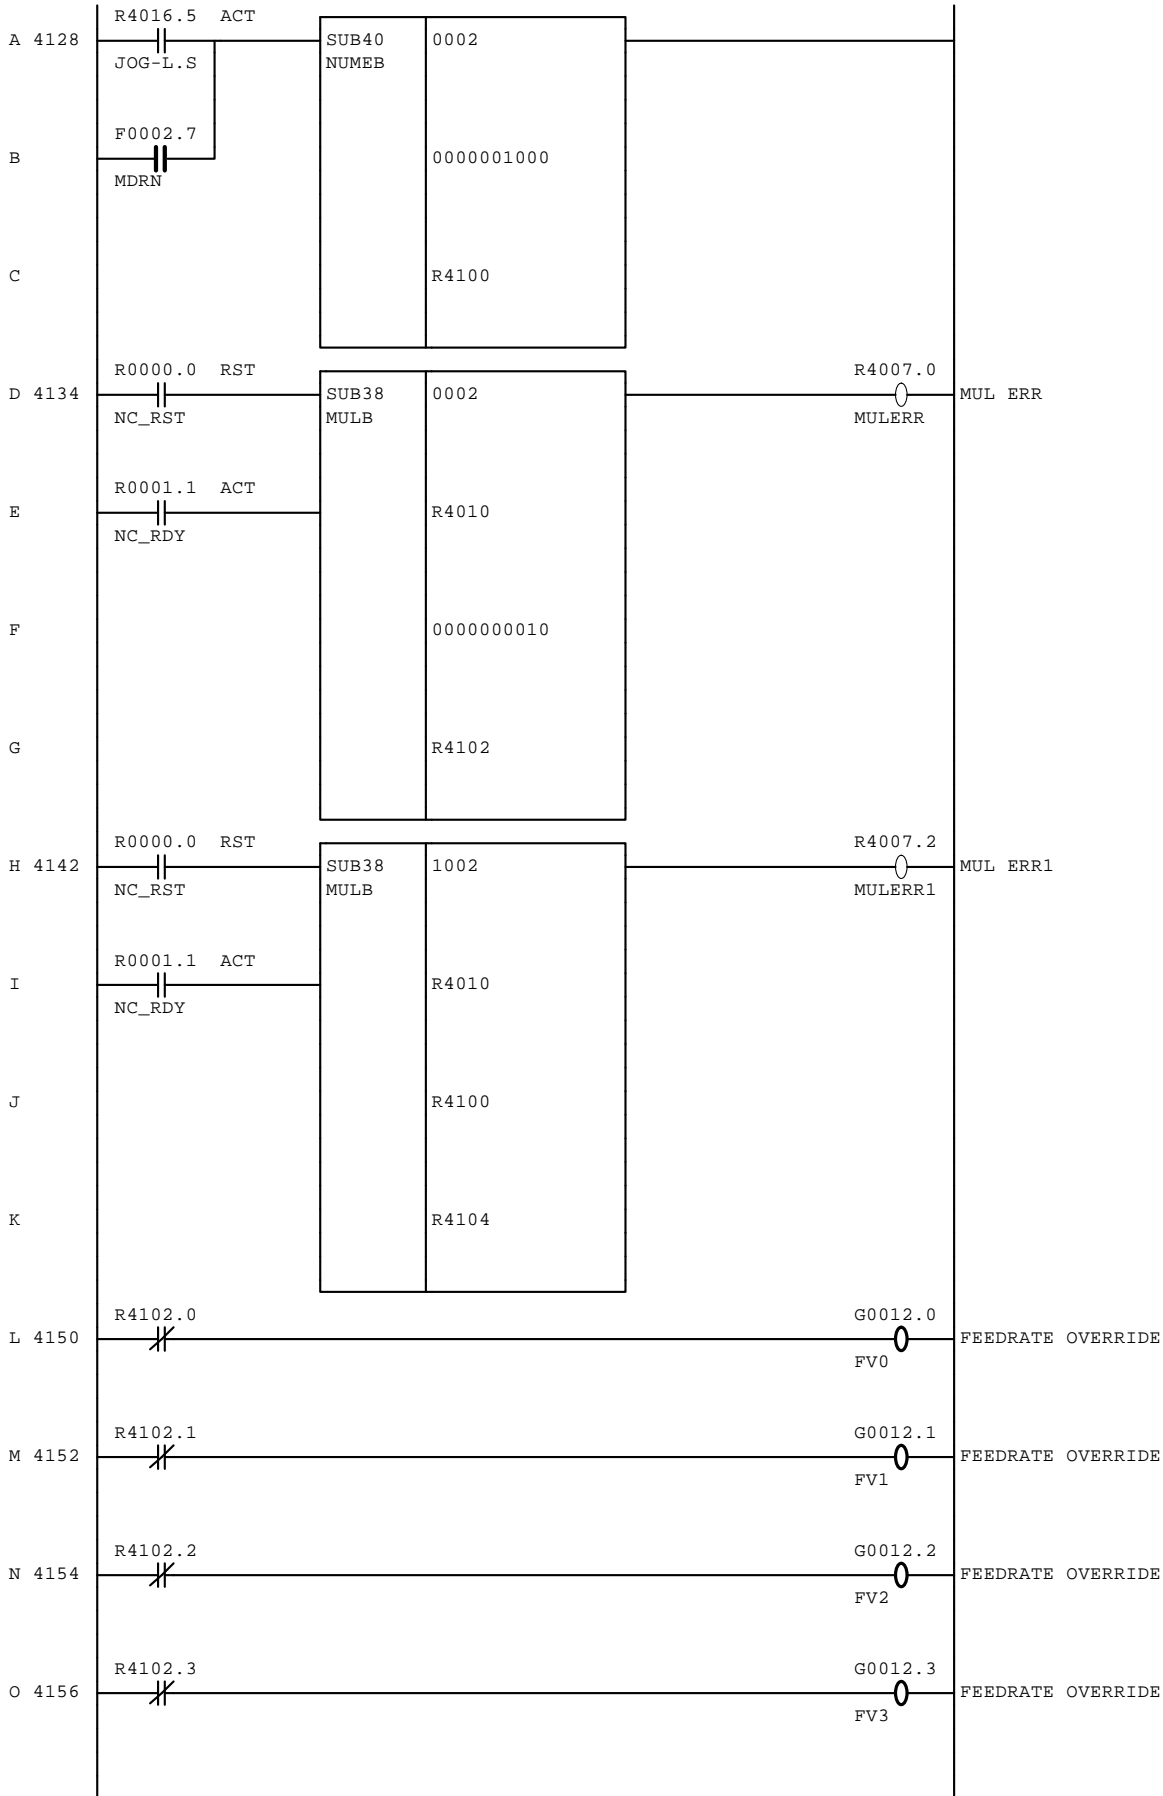 R4016.5 ACT
A 4128 SUB40 0002
JOG-L.S NUMEB
F0002.7
B 0000001000
MDRN
C R4100
R0000.0 RST R4007.0
D 4134 SUB38 0002 MUL ERR
NC_RST MULB MULERR
R0001.1 ACT
E R4010
NC_RDY
F 0000000010
G R4102
R0000.0 RST R4007.2
H 4142 SUB38 1002 MUL ERR1
NC_RST MULB MULERR1
R0001.1 ACT
I R4010
NC_RDY
J R4100
K R4104
R4102.0 G0012.0
L 4150 FEEDRATE OVERRIDE
FV0
R4102.1 G0012.1
M 4152 FEEDRATE OVERRIDE
FV1
R4102.2 G0012.2
N 4154 FEEDRATE OVERRIDE
FV2
R4102.3 G0012.3
O 4156 FEEDRATE OVERRIDE
FV3